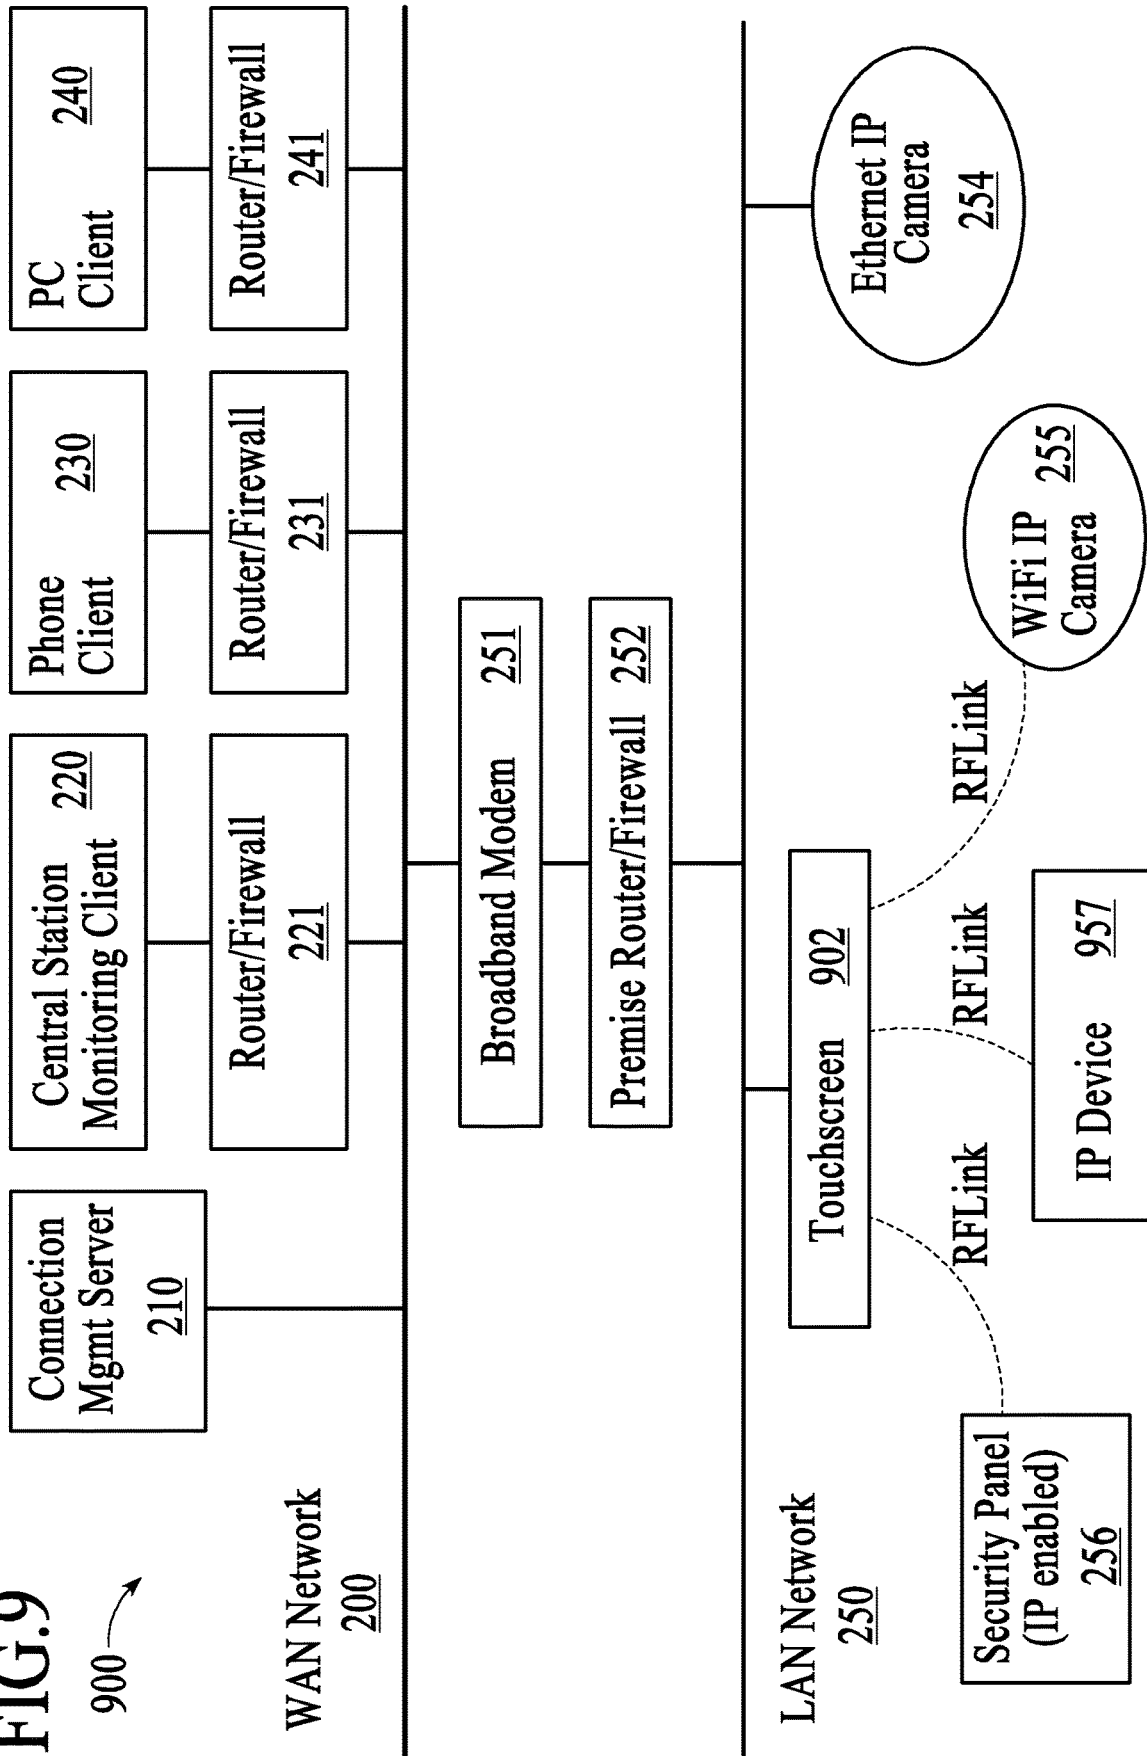 FIG.9
900
Connection
Mgmt Server
210
Central Station
Monitoring Client
220
Phone
Client
230
PC
Client
240
Router/Firewall
221
Router/Firewall
231
Router/Firewall
241
WAN Network
200
Broadband Modem 251
Premise Router/Firewall 252
LAN Network
250
Touchscreen 902
RFLink
RFLink
RFLink
Security Panel
(IP enabled)
256
IP Device 957
WiFi IP
Camera
255
Ethernet IP
Camera
254